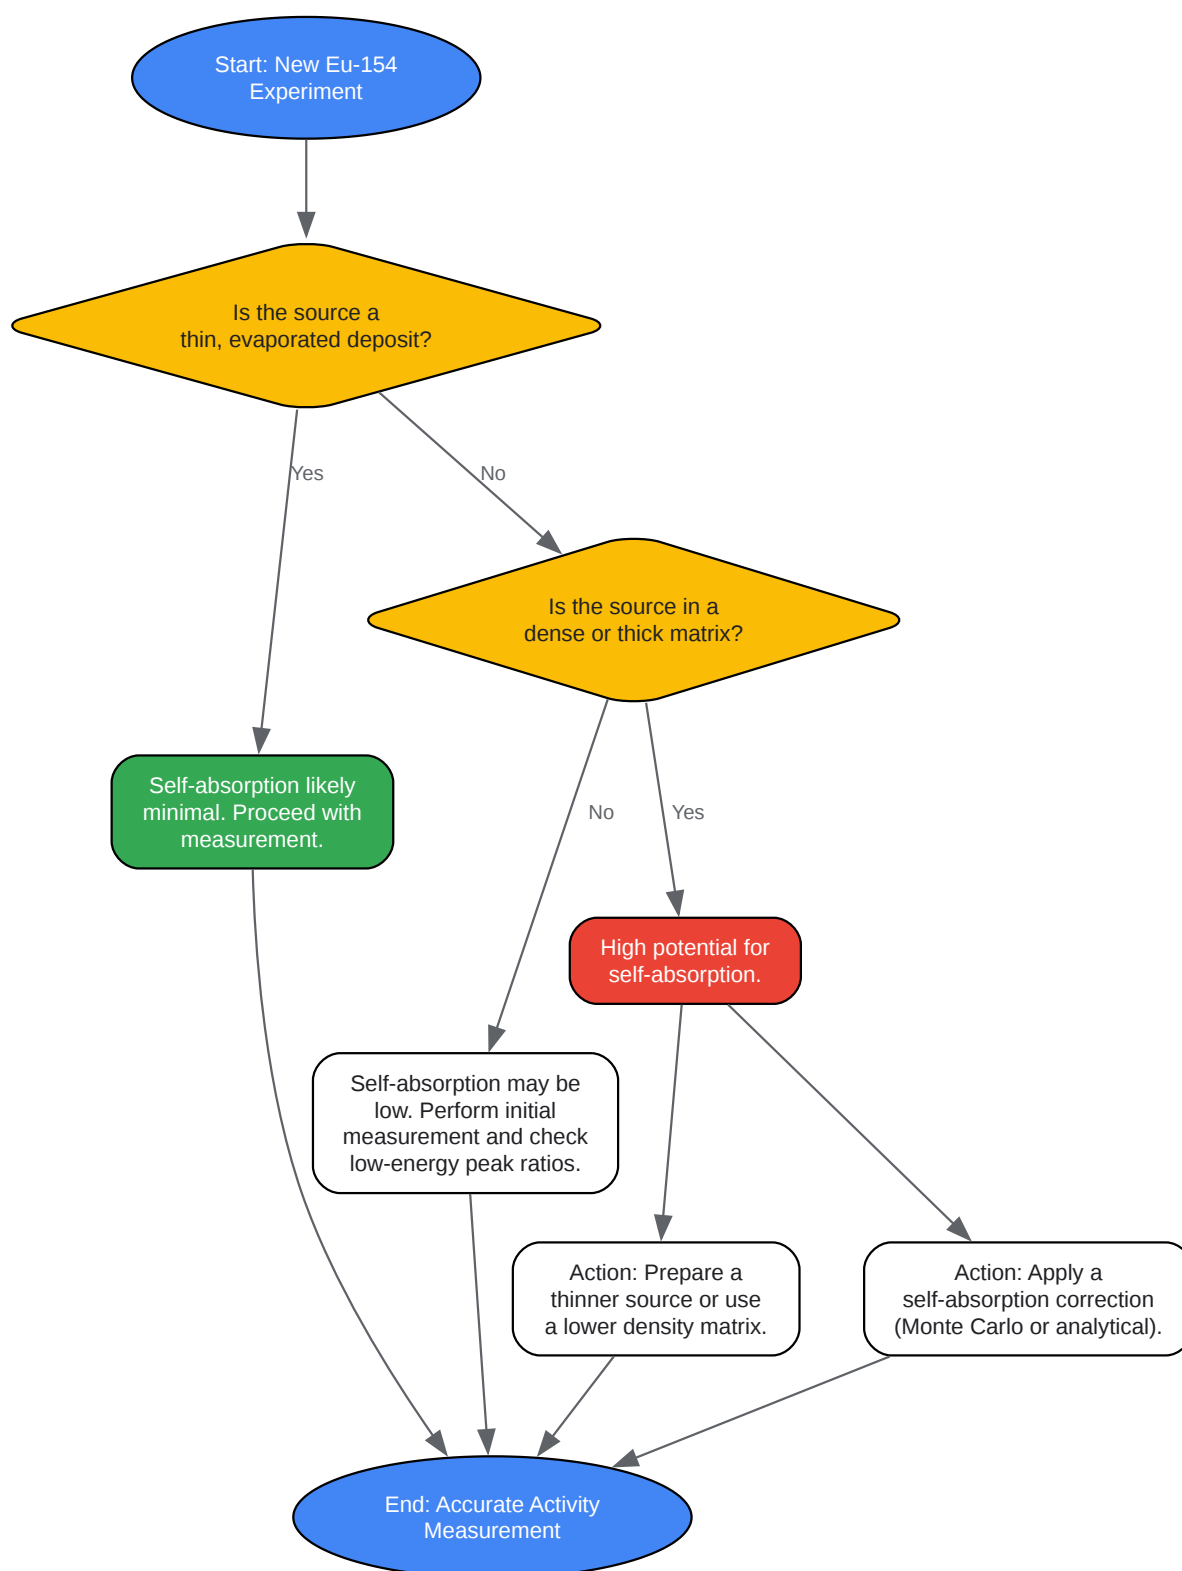 Start: New Eu-154
Experiment
Is the source a
thin, evaporated deposit?
Yes
No
Is the source in a
dense or thick matrix?
Self-absorption likely
minimal. Proceed with
measurement.
No
Yes
High potential for
self-absorption.
Self-absorption may be
low. Perform initial
measurement and check
low-energy peak ratios.
Action: Prepare a
thinner source or use
a lower density matrix.
Action: Apply a
self-absorption correction
(Monte Carlo or analytical).
End: Accurate Activity
Measurement